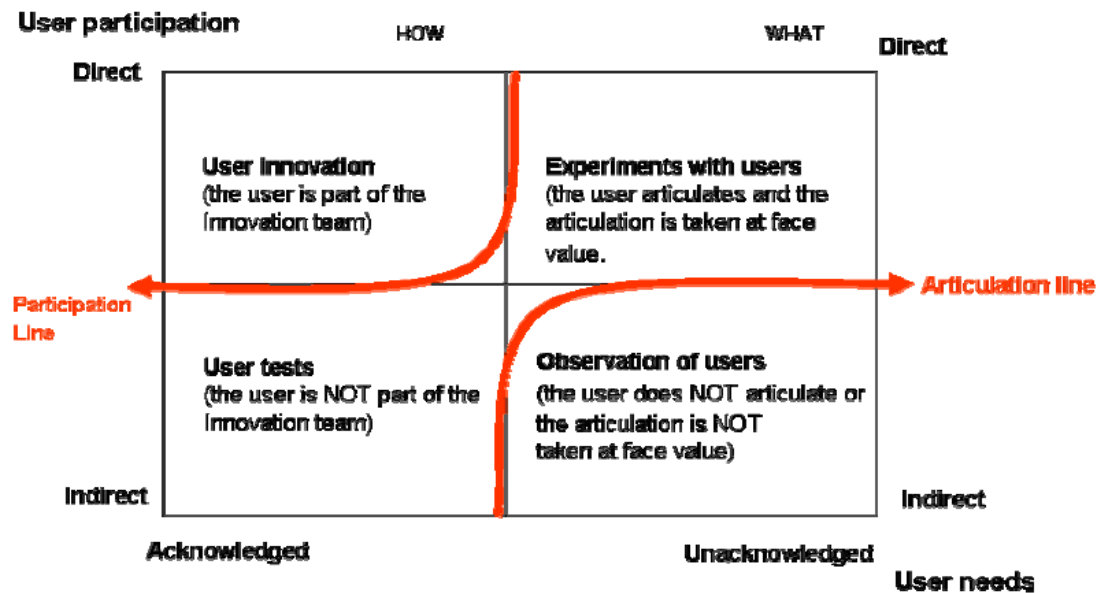 User participation
HOW
WHAT
Direct
Direct
User innovation
(the user is part of the
innovation team)
Experiments with users
(the user articulates and the
articulation is taken at face
value.
Participation
Line
Articulation line
User tests
(the user is NOT part of the
innovation team)
Observation of users
(the user does NOT articulate or
the articulation is NOT
taken at face value)
Indirect
Indirect
Acknowledged
Unacknowledged
User needs